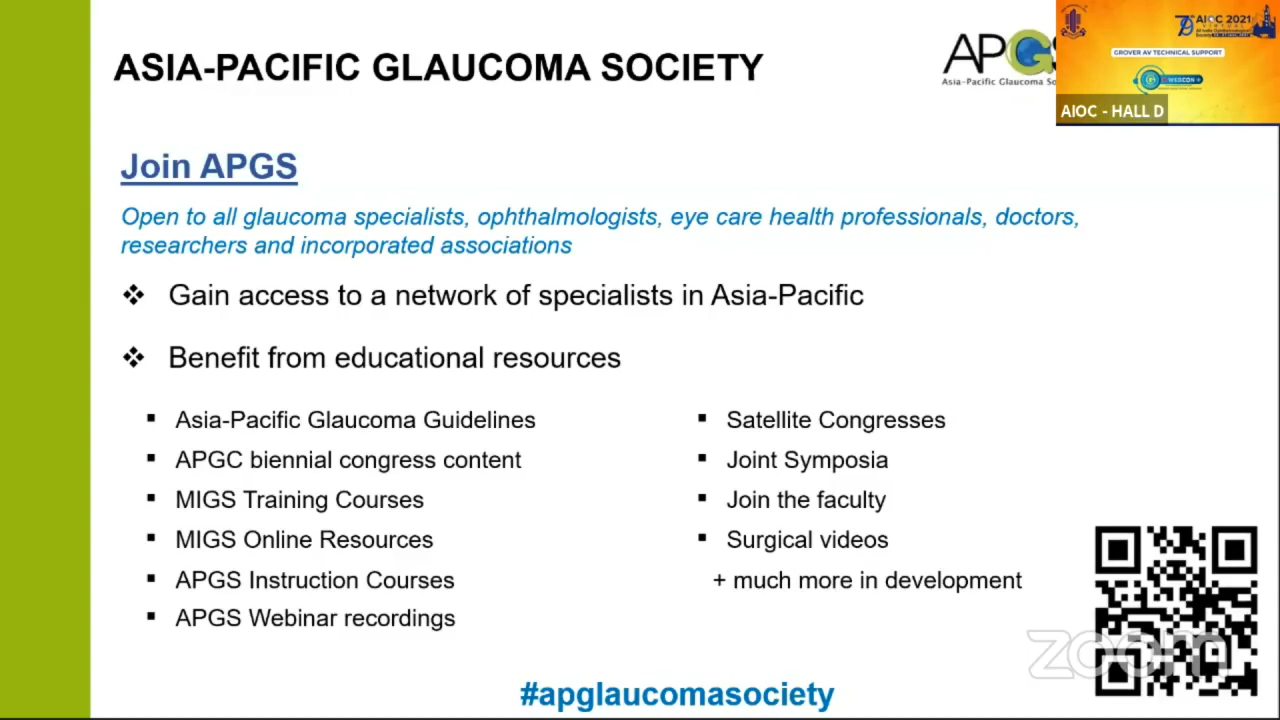 ASIA-PACIFIC GLAUCOMA SOCIETY
APGS
Asia-Pacific Glaucoma So
AIOC 2021
GROVER AV TECHNICAL SUPPORT
AIOC - HALL D
Join APGS
Open to all glaucoma specialists, ophthalmologists, eye care health professionals, doctors,
researchers and incorporated associations
❖ Gain access to a network of specialists in Asia-Pacific
❖ Benefit from educational resources
▪ Asia-Pacific Glaucoma Guidelines
▪ APGC biennial congress content
▪ MIGS Training Courses
▪ MIGS Online Resources
▪ APGS Instruction Courses
▪ APGS Webinar recordings
▪ Satellite Congresses
▪ Joint Symposia
▪ Join the faculty
▪ Surgical videos
+ much more in development
zoom
#apglaucomasociety